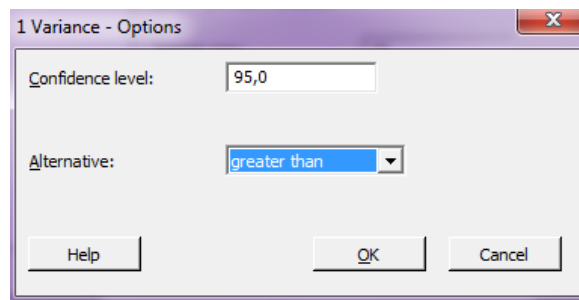 1 Variance - Options
Confidence level: 95,0
Alternative: greater than
Help OK Cancel